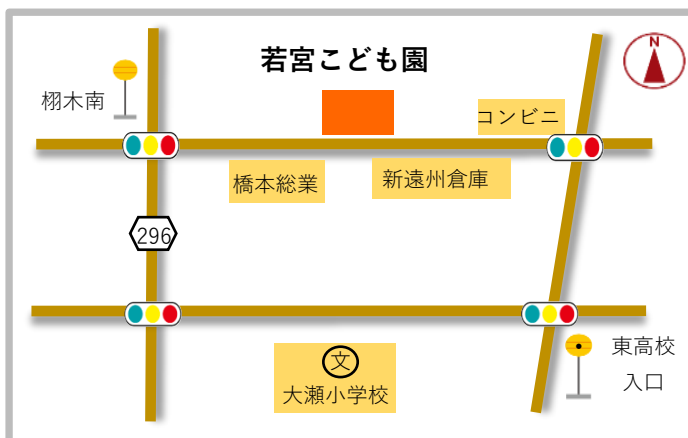 若宮こども園
N
栩木南
コンビニ
橋本総業
新遠州倉庫
296
文
大瀬小学校
東高校
入口